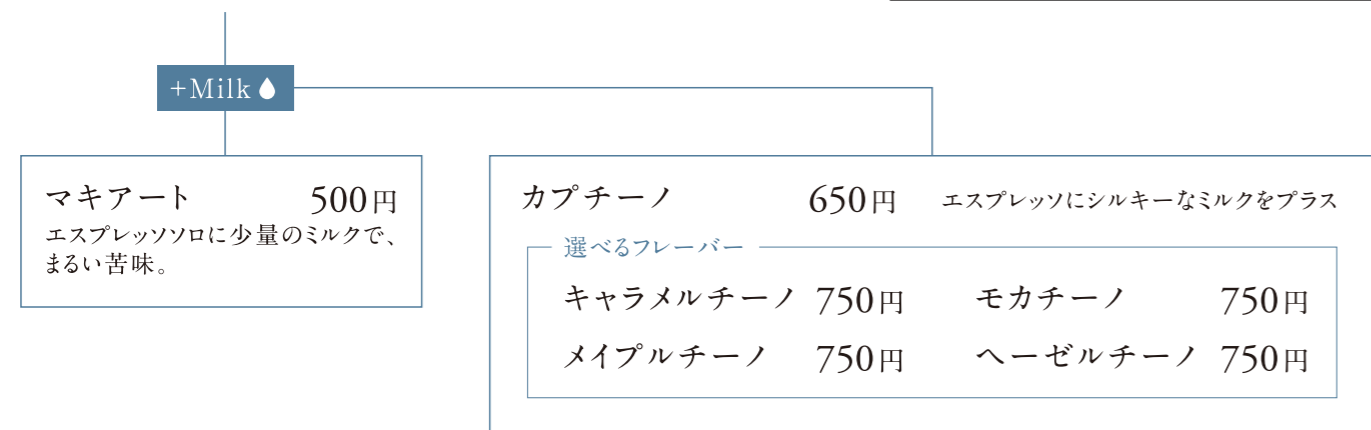 +Milk
マキアート 500円
エスプレッソソロに少量のミルクで、
まるい苦味。
カプチーノ 650円 エスプレッソにシルキーなミルクをプラス
選べるフレーバー
キャラメルチーノ 750円 モカチーノ 750円
メイプルチーノ 750円 ヘーゼルチーノ 750円